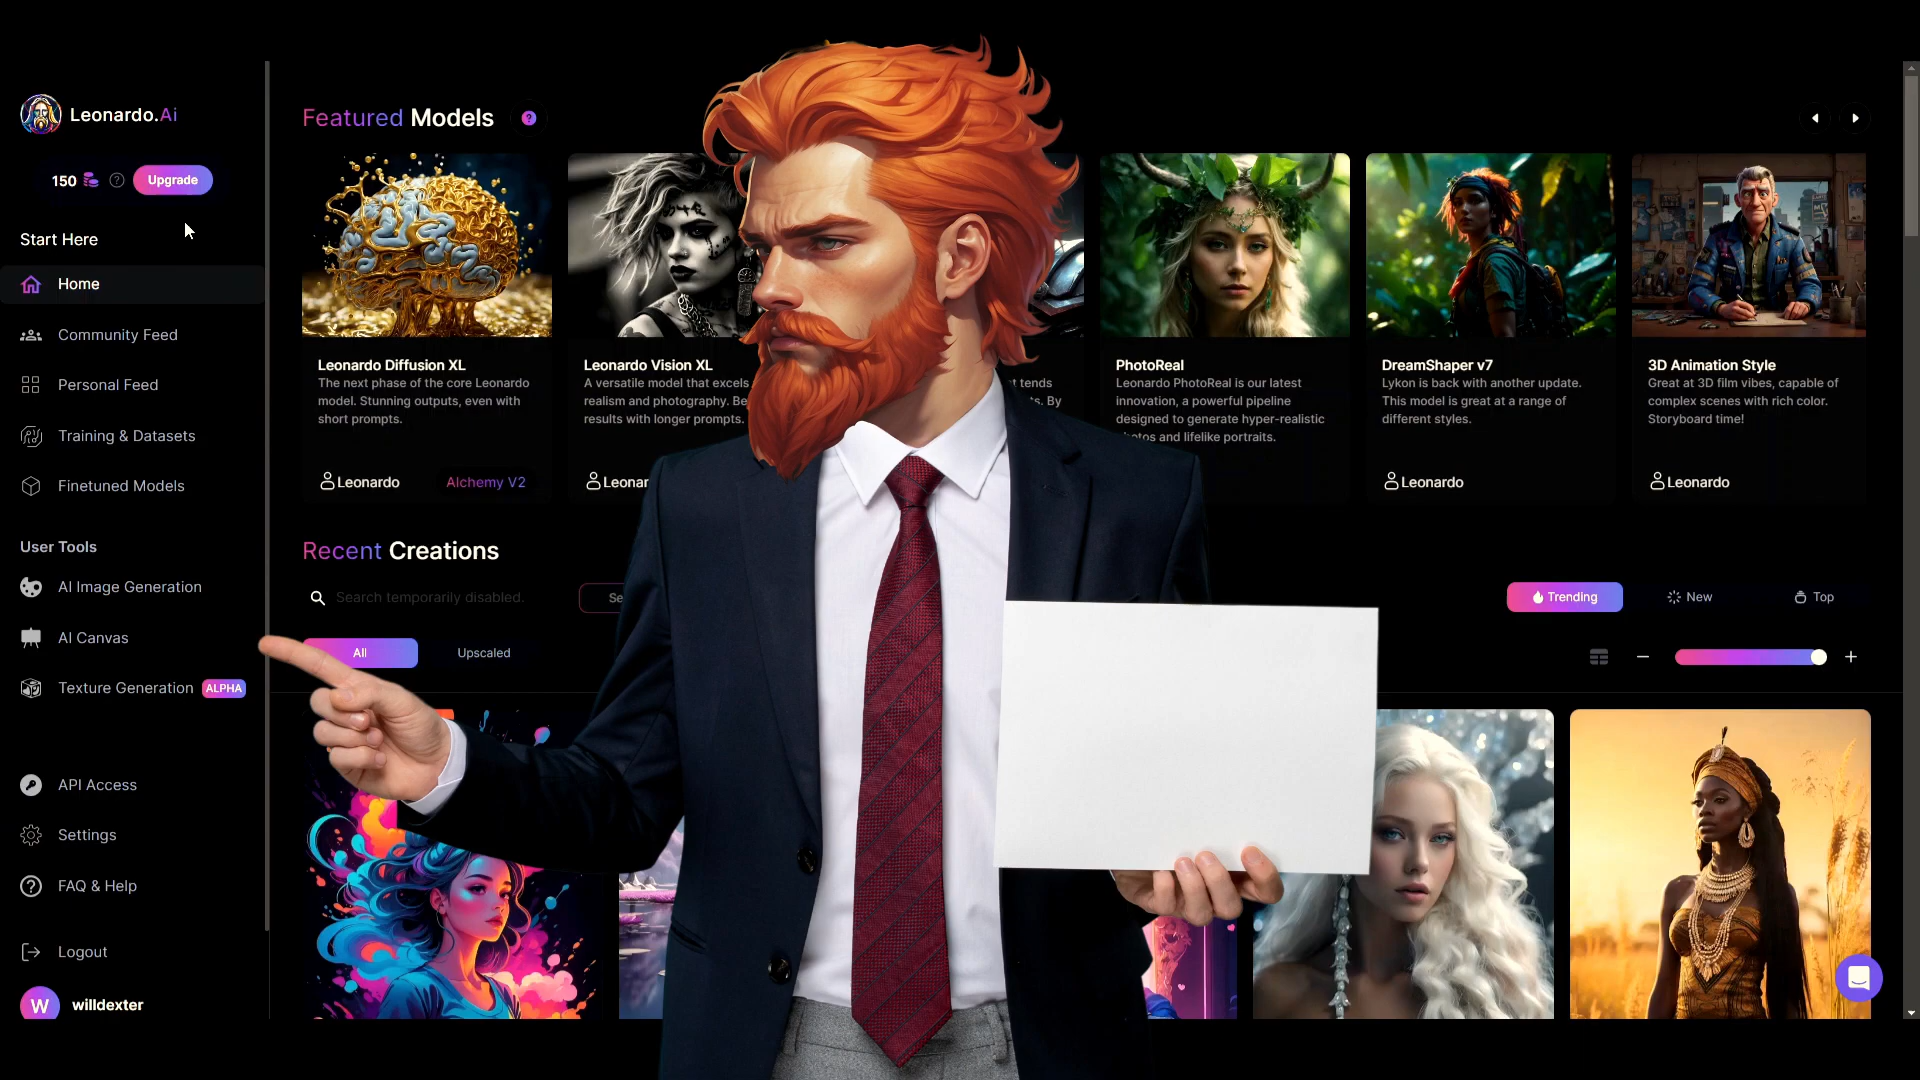 Leonardo.Ai
150
Upgrade
Start Here
Home
Community Feed
Personal Feed
Training & Datasets
Finetuned Models
User Tools
AI Image Generation
AI Canvas
Texture Generation ALPHA
API Access
Settings
FAQ & Help
Logout
W willdexter
Featured Models ?
Leonardo Diffusion XL
The next phase of the core Leonardo
model. Stunning outputs, even with
short prompts.
Leonardo Alchemy V2
Leonardo Vision XL
A versatile model that excels
realism and photography.
results with longer prompts.
tends
By
PhotoReal
Leonardo PhotoReal is our latest
innovation, a powerful pipeline
designed to generate hyper-realistic
and lifelike portraits.
DreamShaper v7
Lykon is back with another update.
This model is great at a range of
different styles.
Leonardo
3D Animation Style
Great at 3D film vibes, capable of
complex scenes with rich color.
Storyboard time!
Leonardo
Recent Creations
Search temporarily disabled.
Trending New Top
All Upscaled